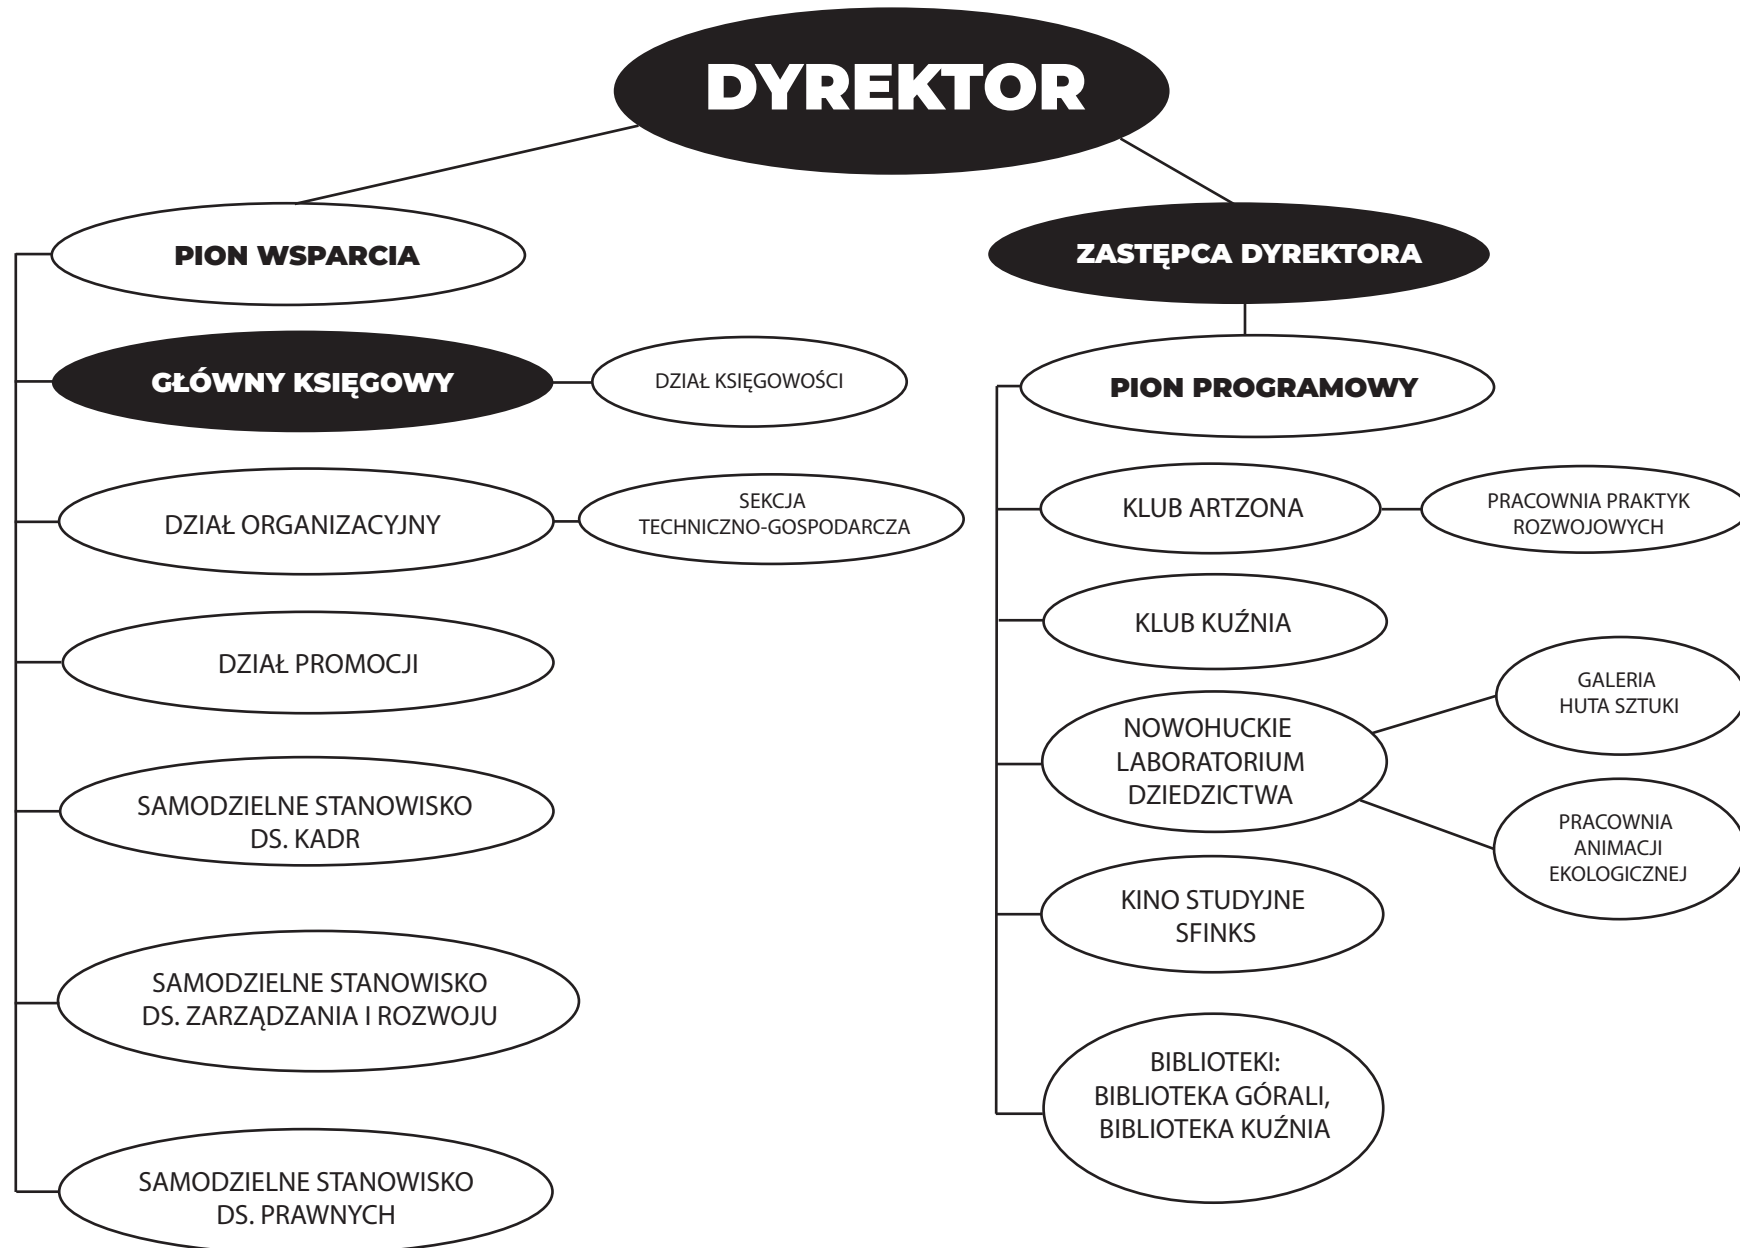 DYREKTOR
PION WSPARCIA
GŁÓWNY KSIĘGOWY
DZIAŁ KSIĘGOWOŚCI
DZIAŁ ORGANIZACYJNY
SEKCJA
TECHNICZNO-GOSPODARCZA
DZIAŁ PROMOCJI
SAMODZIELNE STANOWISKO
DS. KADR
SAMODZIELNE STANOWISKO
DS. ZARZĄDZANIA I ROZWOJU
SAMODZIELNE STANOWISKO
DS. PRAWNYCH
ZASTĘPCA DYREKTORA
PION PROGRAMOWY
KLUB ARTZONA
PRACOWNIA PRAKTYK
ROZWOJOWYCH
KLUB KUŹNIA
NOWOHUCKIE
LABORATORIUM
DZIEDZICTWA
GALERIA
HUTA SZTUKI
PRACOWNIA
ANIMACJI
EKOLOGICZNEJ
KINO STUDYJNE
SFINKS
BIBLIOTEKI:
BIBLIOTEKA GÓRALI,
BIBLIOTEKA KUŹNIA